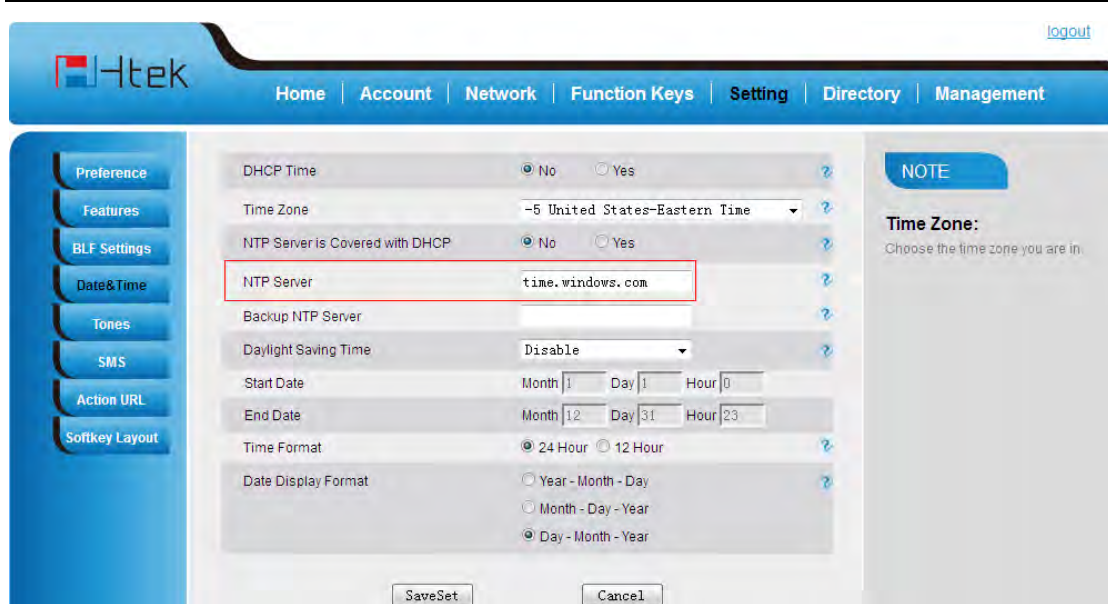 logout
Htek
Home | Account | Network | Function Keys | Setting | Directory | Management
Preference
Features
BLF Settings
Date&Time
Tones
SMS
Action URL
Softkey Layout
DHCP Time No Yes ?
Time Zone -5 United States-Eastern Time ?
NTP Server is Covered with DHCP No Yes ?
NTP Server time.windows.com ?
Backup NTP Server ?
Daylight Saving Time Disable ?
Start Date Month 1 Day 1 Hour 0
End Date Month 12 Day 31 Hour 23
Time Format 24 Hour 12 Hour ?
Date Display Format Year - Month - Day ?
Month - Day - Year
Day - Month - Year
SaveSet Cancel
NOTE
Time Zone:
Choose the time zone you are in.